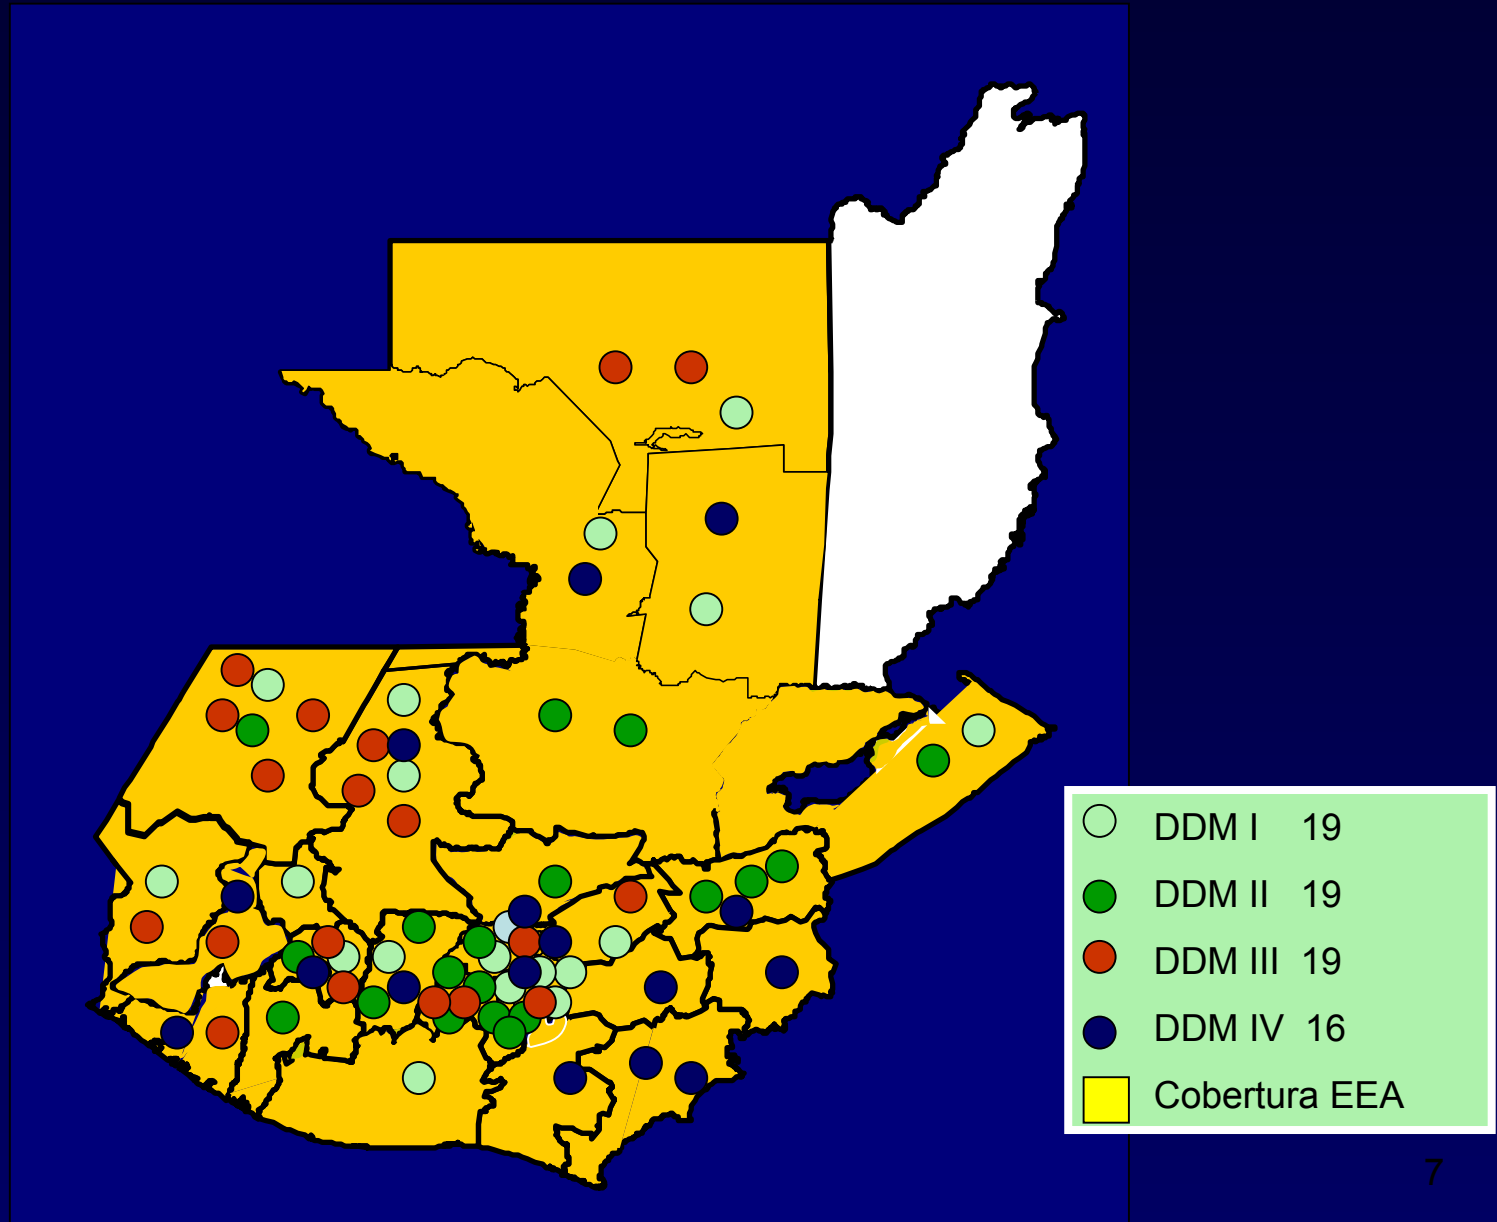 DDM I 19
DDM II 19
DDM III 19
DDM IV 16
Cobertura EEA
7